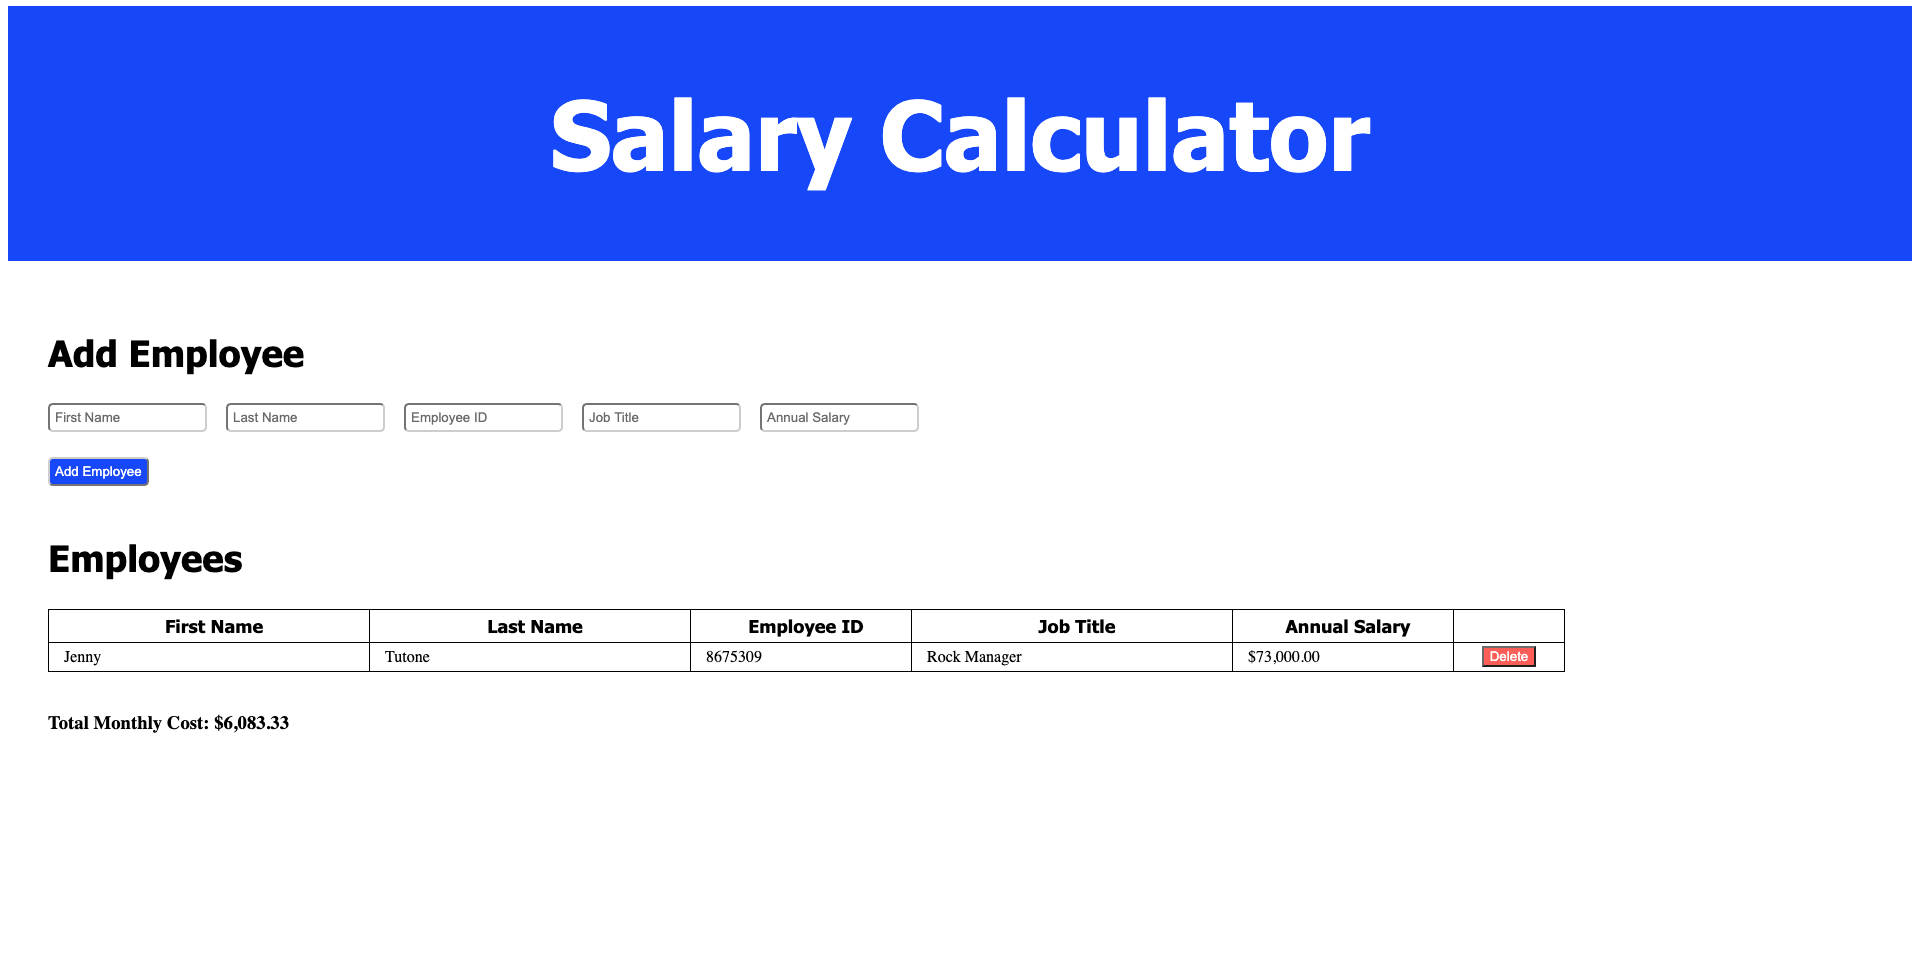 Salary Calculator
Add Employee
First Name Last Name Employee ID Job Title Annual Salary
Add Employee
Employees
First Name Last Name Employee ID Job Title Annual Salary
Jenny Tutone 8675309 Rock Manager $73,000.00 Delete
Total Monthly Cost: $6,083.33